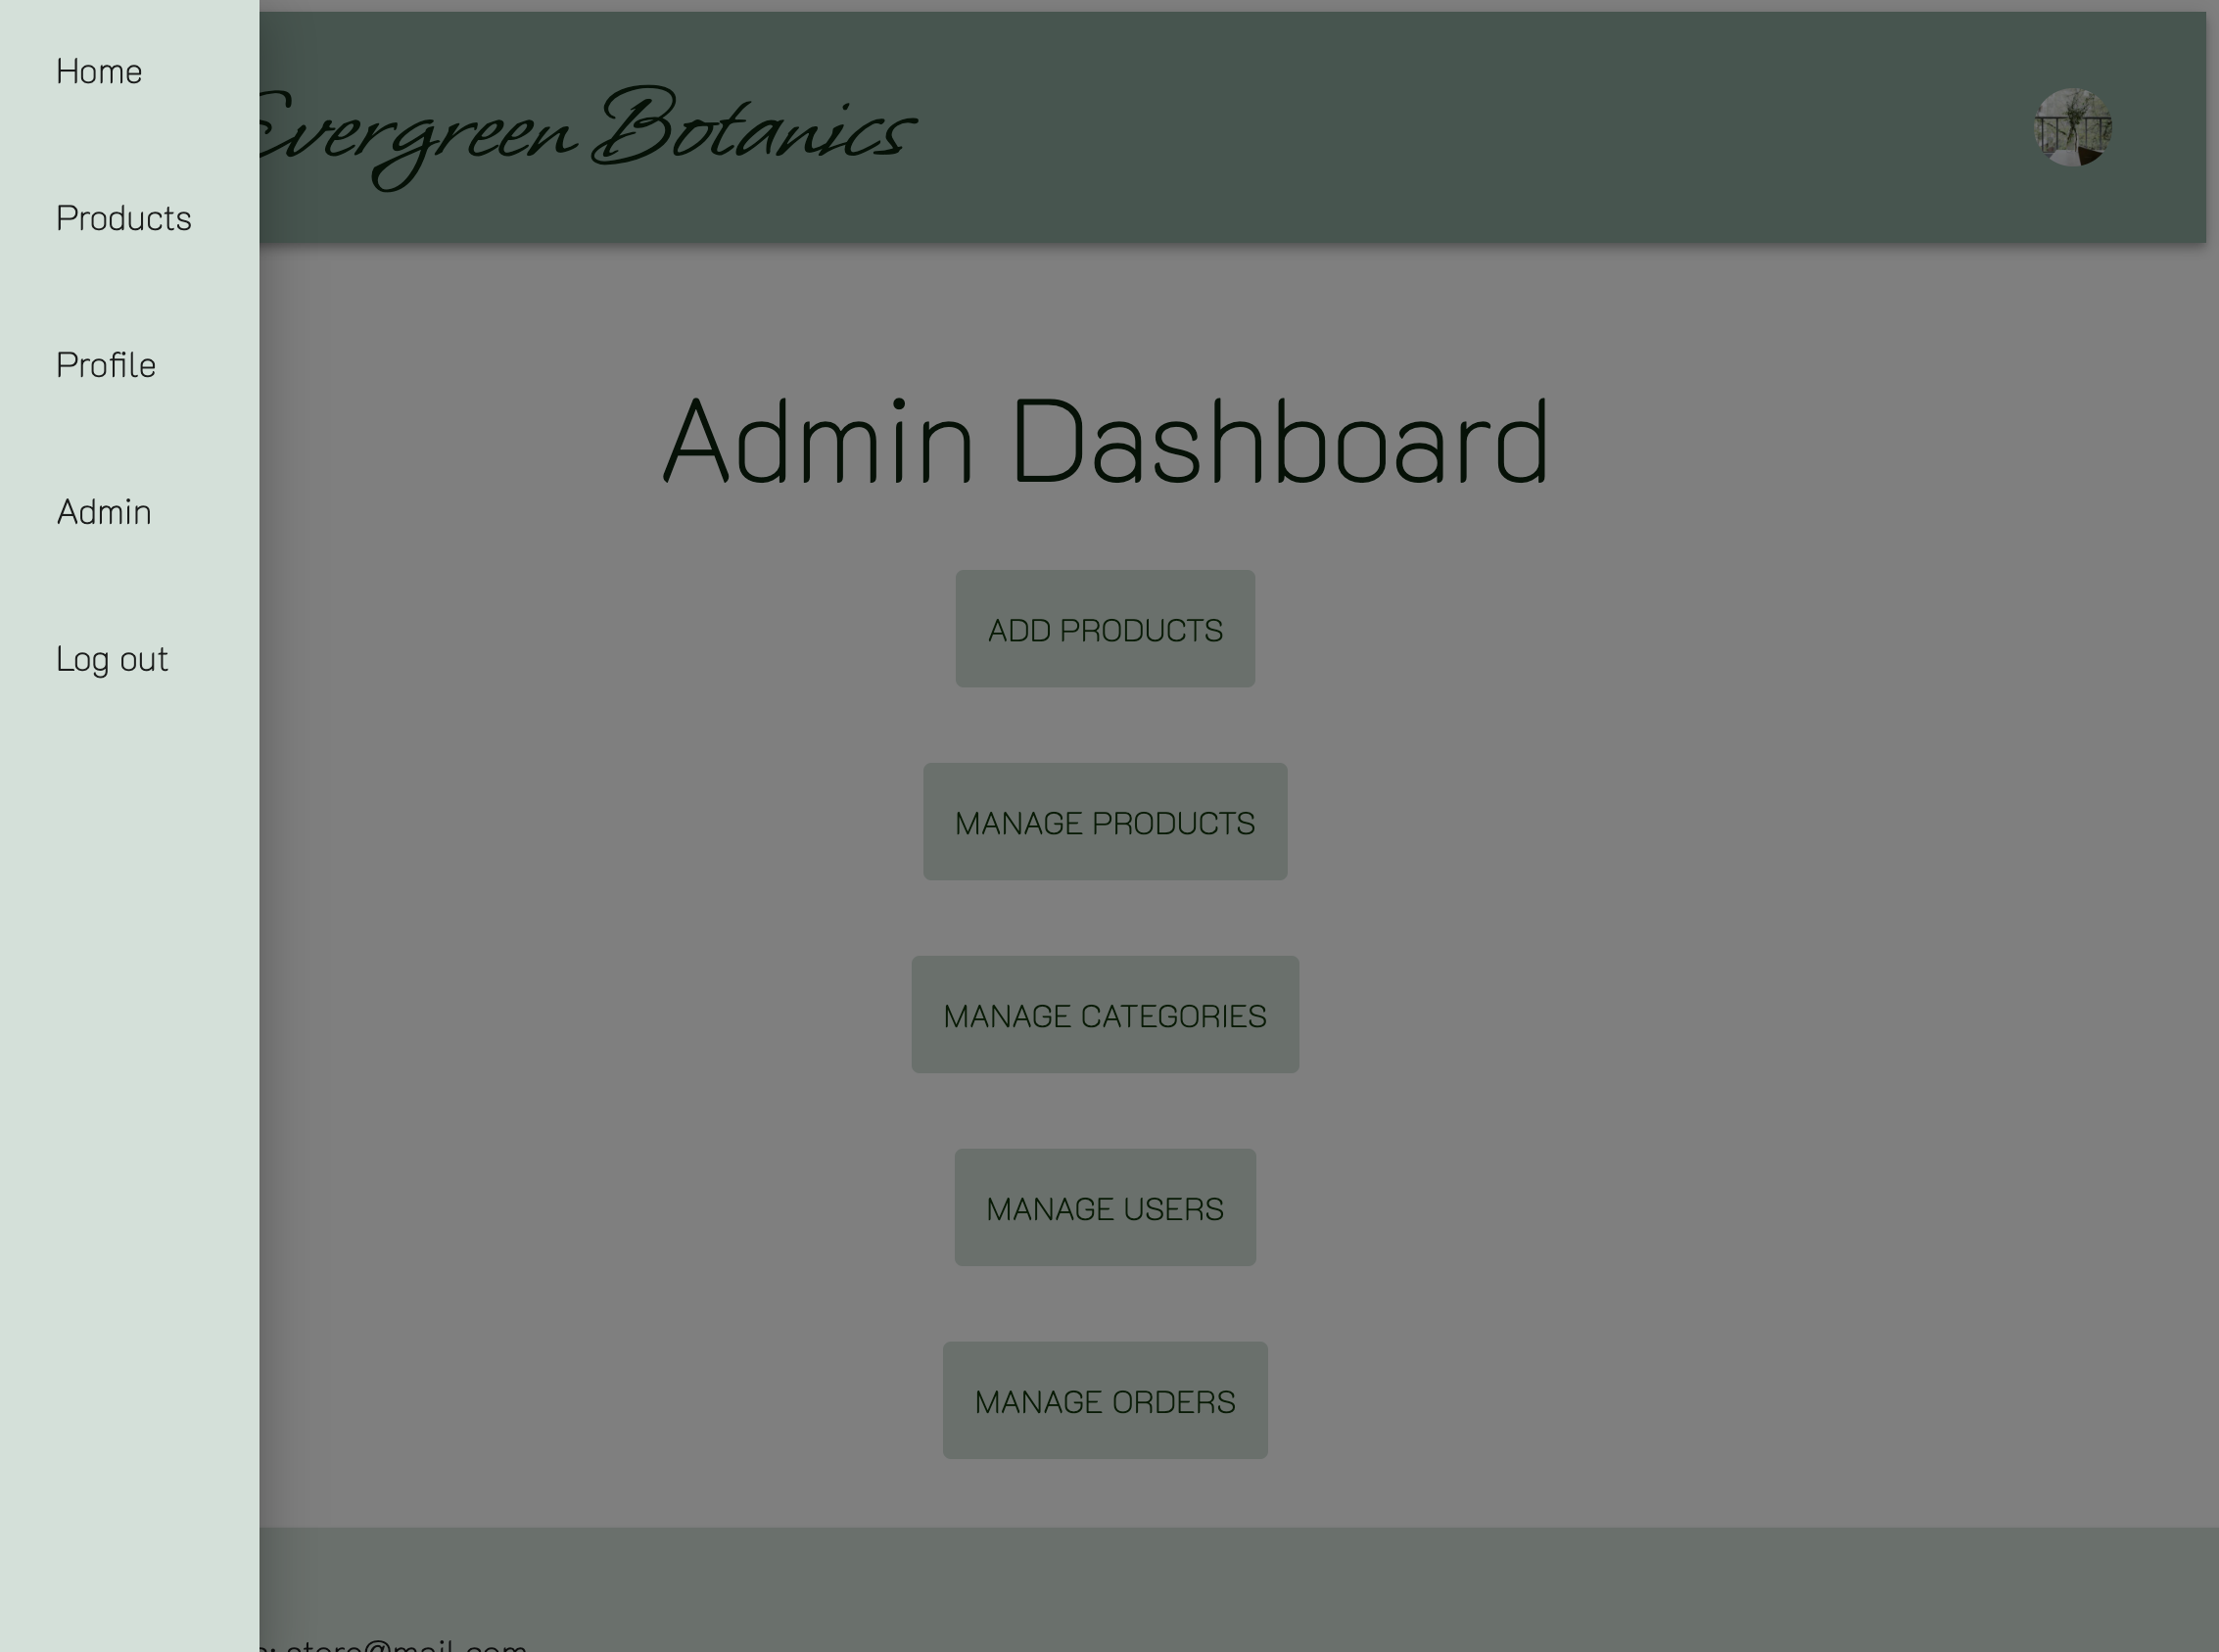 Home
Products
Profile
Admin
Log out
Evergreen Botanics
Admin Dashboard
ADD PRODUCTS
MANAGE PRODUCTS
MANAGE CATEGORIES
MANAGE USERS
MANAGE ORDERS
store@mail.com